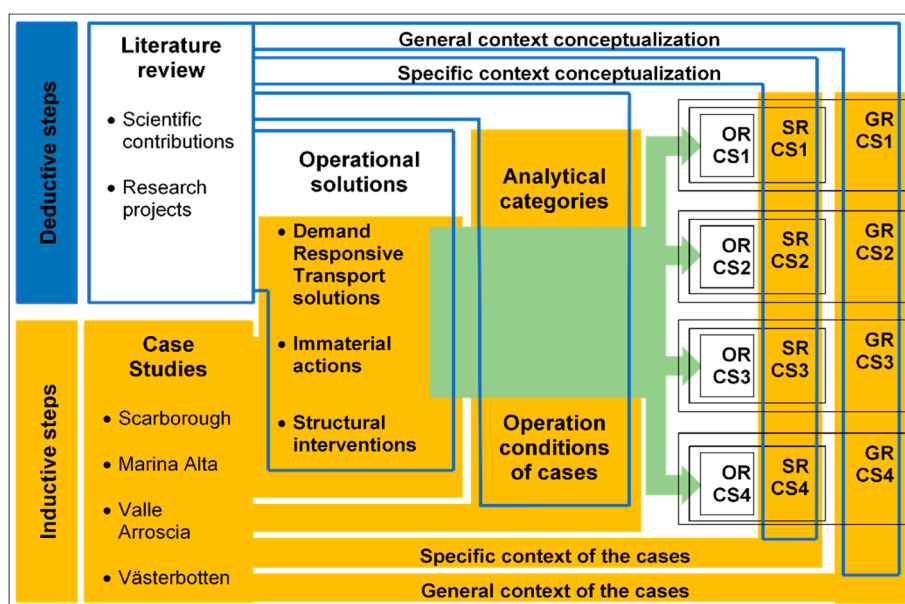 Deductive steps
Literature
review
• Scientific
contributions
• Research
projects
General context conceptualization
Specific context conceptualization
Operational
solutions
• Demand
Responsive
Transport
solutions
• Immaterial
actions
• Structural
interventions
Analytical
categories
Operation
conditions
of cases
OR
CS1
SR
CS1
GR
CS1
OR
CS2
SR
CS2
GR
CS2
OR
CS3
SR
CS3
GR
CS3
OR
CS4
SR
CS4
GR
CS4
Inductive steps
Case
Studies
• Scarborough
• Marina Alta
• Valle
Arroscia
• Västerbotten
Specific context of the cases
General context of the cases